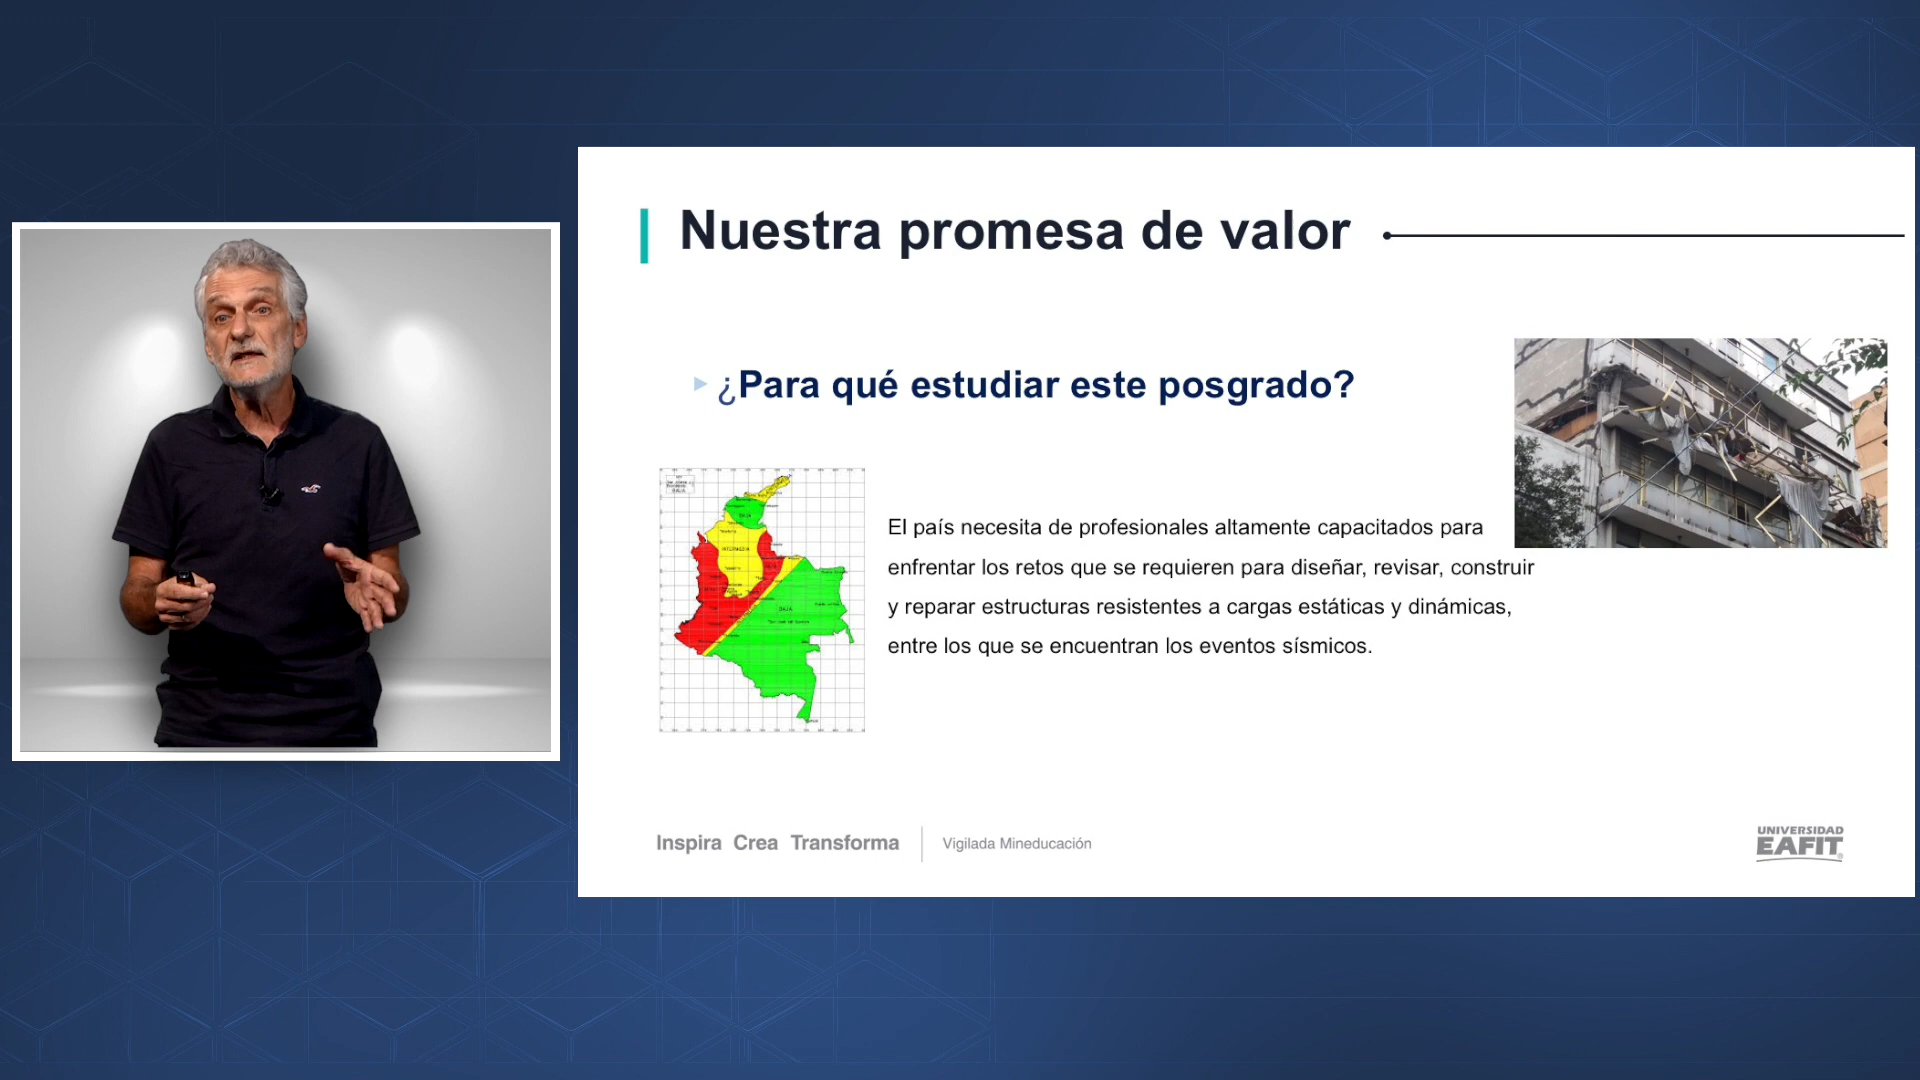 Nuestra promesa de valor
¿Para qué estudiar este posgrado?
INTERMEDIA
BAJA
El país necesita de profesionales altamente capacitados para
enfrentar los retos que se requieren para diseñar, revisar, construir
y reparar estructuras resistentes a cargas estáticas y dinámicas,
entre los que se encuentran los eventos sísmicos.
Inspira Crea Transforma
Vigilada Mineducación
UNIVERSIDAD
EAFIT